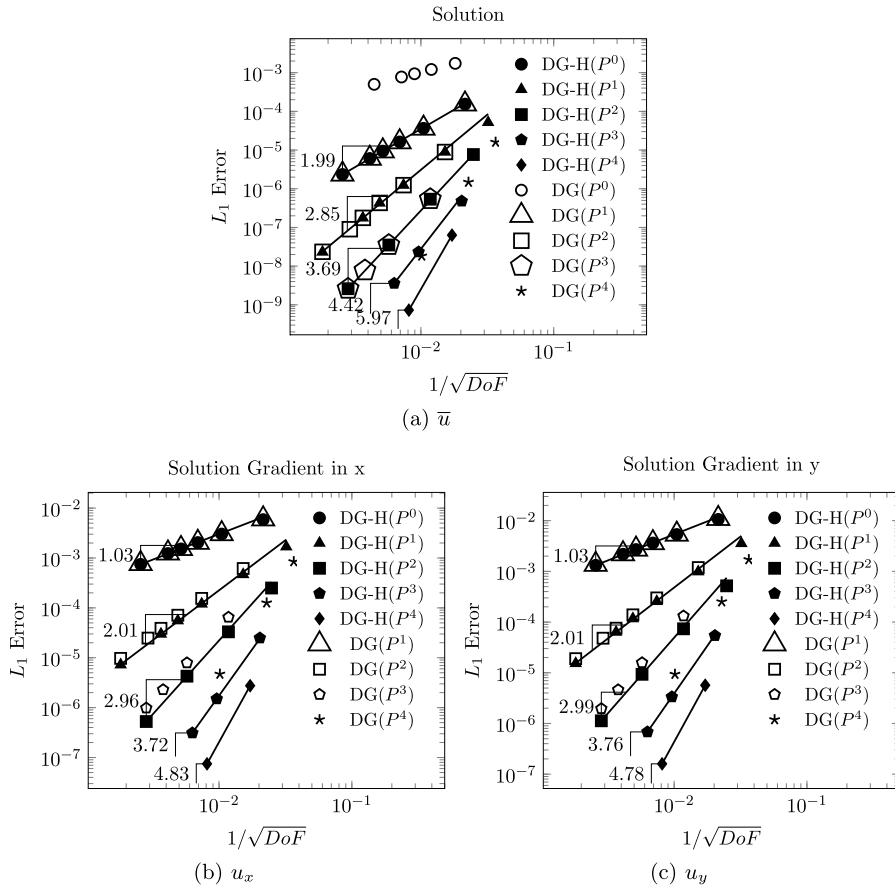 Solution
10^{-3}
10^{-4}
10^{-5}
10^{-6}
10^{-7}
10^{-8}
10^{-9}
L_1 Error
1.99
2.85
3.69
4.42
5.97
DG-H(P^0)
DG-H(P^1)
DG-H(P^2)
DG-H(P^3)
DG-H(P^4)
DG(P^0)
DG(P^1)
DG(P^2)
DG(P^3)
DG(P^4)
10^{-2}
10^{-1}
1/√DoF
(a) u̅
Solution Gradient in x
10^{-2}
10^{-3}
10^{-4}
10^{-5}
10^{-6}
10^{-7}
L_1 Error
1.03
2.01
2.96
3.72
4.83
DG-H(P^0)
DG-H(P^1)
DG-H(P^2)
DG-H(P^3)
DG-H(P^4)
DG(P^1)
DG(P^2)
DG(P^3)
DG(P^4)
10^{-2}
10^{-1}
1/√DoF
(b) u_x
Solution Gradient in y
10^{-2}
10^{-3}
10^{-4}
10^{-5}
10^{-6}
10^{-7}
L_1 Error
1.03
2.01
2.99
3.76
4.78
DG-H(P^0)
DG-H(P^1)
DG-H(P^2)
DG-H(P^3)
DG-H(P^4)
DG(P^1)
DG(P^2)
DG(P^3)
DG(P^4)
10^{-2}
10^{-1}
1/√DoF
(c) u_y